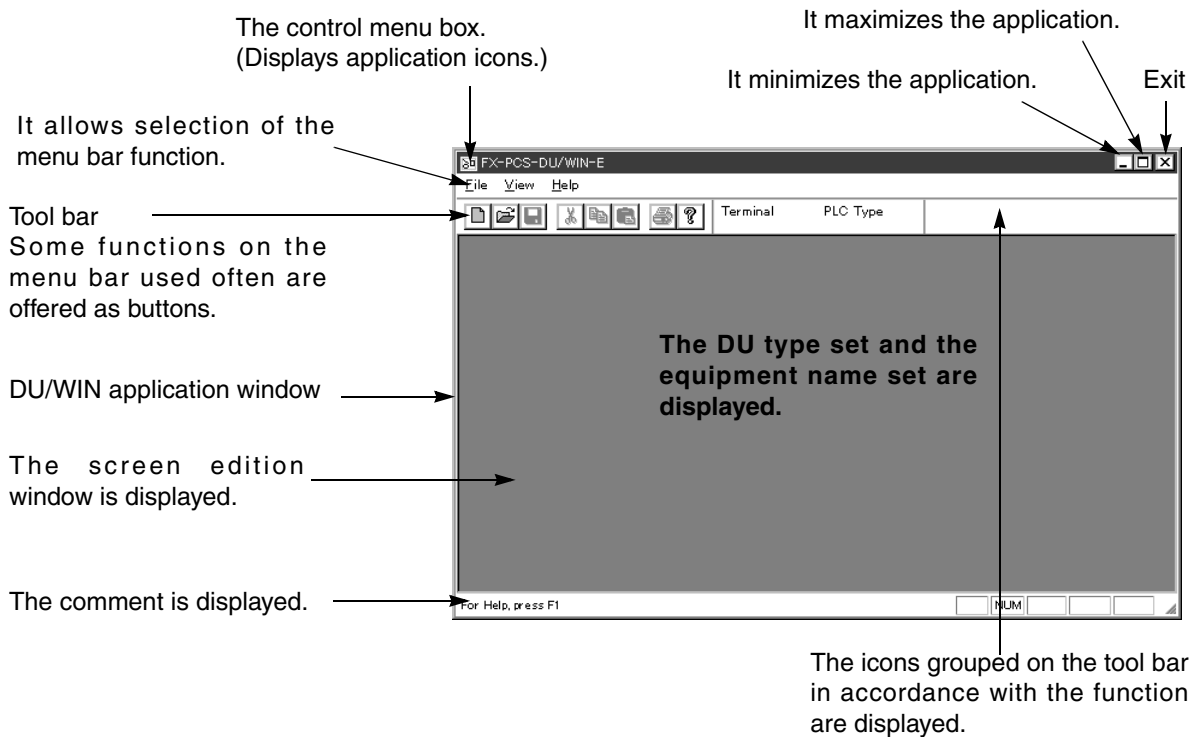 The control menu box.
(Displays application icons.)
It maximizes the application.
It minimizes the application.
Exit
It allows selection of the
menu bar function.
FX-PCS-DU/WIN-E
File View Help
Tool bar
Some functions on the
menu bar used often are
offered as buttons.
Terminal PLC Type
The DU type set and the
equipment name set are
displayed.
DU/WIN application window
The screen edition
window is displayed.
The comment is displayed.
For Help, press F1
NUM
The icons grouped on the tool bar
in accordance with the function
are displayed.